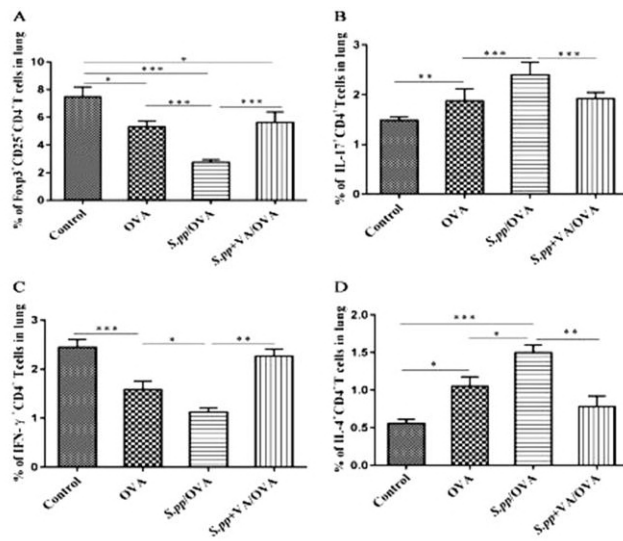 A
% of Foxp3⁺CD25⁺CD4⁺T cells in lung
10
8
6
4
2
0
*
***
*
***
***
Control
OVA
S.pp/OVA
S.pp+VA/OVA
B
% of IL-17⁺CD4⁺Tcells in lung
3
2
1
0
**
***
***
Control
OVA
S.pp/OVA
S.pp+VA/OVA
C
% of IFN-γ⁺CD4⁺T cells in lung
3
2
1
0
***
*
**
Control
OVA
S.pp/OVA
S.pp+VA/OVA
D
% of IL-4⁺CD4⁺T cells in lung
2.0
1.5
1.0
0.5
0.0
***
*
*
**
Control
OVA
S.pp/OVA
S.pp+VA/OVA